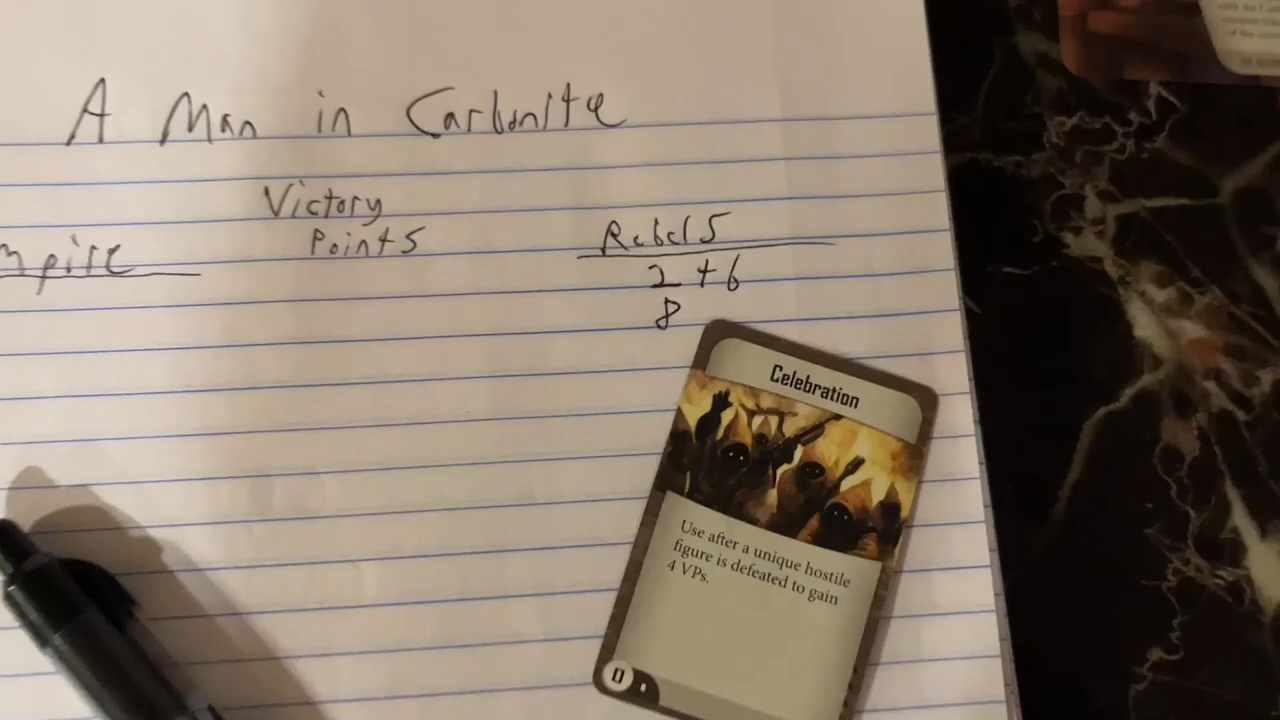 A Man in Carbonite
Victory
Points
mpire
Rebels
2 + 6
8
Celebration
Use after a unique hostile
figure is defeated to gain
4 VPs.
0